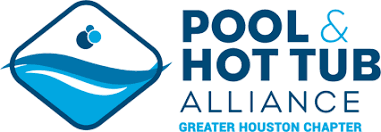 POOL &
HOT TUB
ALLIANCE
GREATER HOUSTON CHAPTER